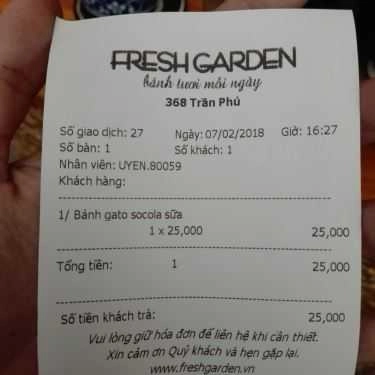 FRESH GARDEN
bánh tươi mỗi ngày
368 Trần Phú
Số giao dịch: 27 Ngày: 07/02/2018 Giờ: 16:27
Số bàn: 1 Số khách: 1
Nhân viên: UYEN.80059
Khách hàng:
1/ Bánh gato socola sữa
1 x 25,000 25,000
Tổng tiền: 1 25,000
Số tiền khách trả: 25,000
Vui lòng giữ hóa đơn để liên hệ khi cần thiết.
Xin cảm ơn Quý khách và hẹn gặp lại.
www.freshgarden.vn